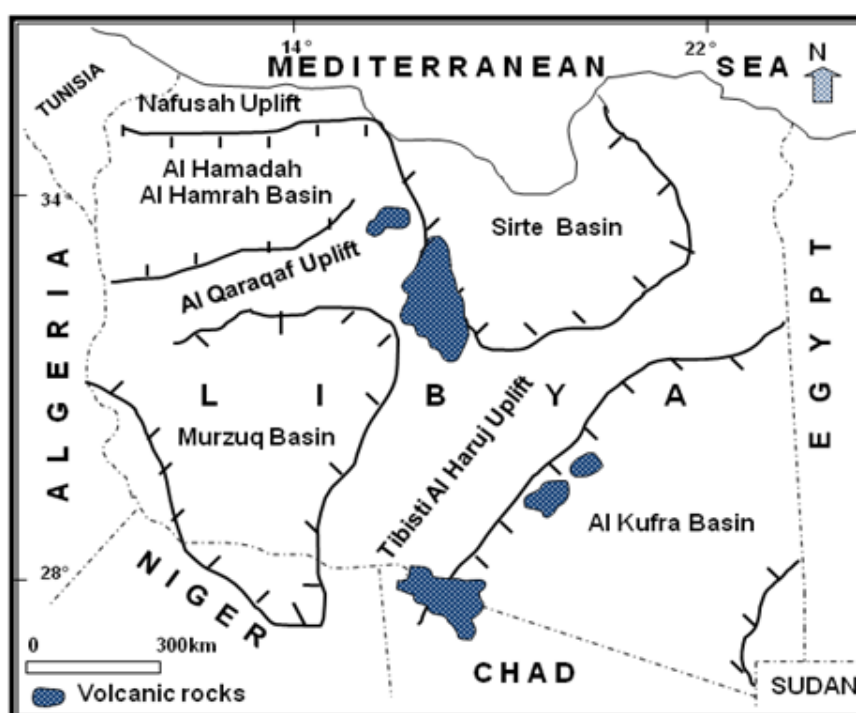 14°
22°
MEDITERRANEAN SEA
N
TUNISIA
Nafusah Uplift
Al Hamadah
Al Hamrah Basin
34
Sirte Basin
Al Qaraqaf Uplift
ALGERIA
EGYPT
LIBYA
Murzuq Basin
Tibisti Al Haruj Uplift
Al Kufra Basin
28°
NIGER
0 300km
CHAD
SUDAN
Volcanic rocks